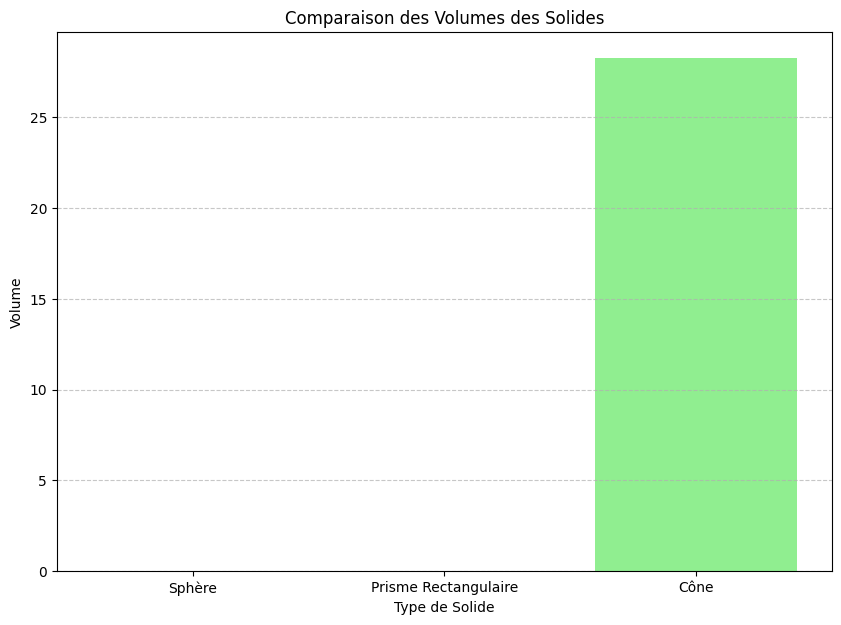 Comparaison des Volumes des Solides
Volume
25
20
15
10
5
0
Sphère
Prisme Rectangulaire
Cône
Type de Solide